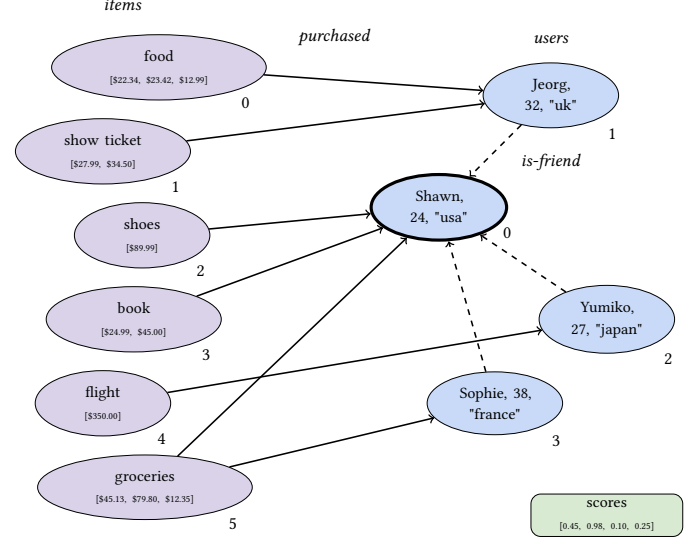 items
purchased
users
food
[$22.34, $23.42, $12.99]
0
Jeorg,
32, "uk"
1
show ticket
[$27.99, $34.50]
1
is-friend
Shawn,
24, "usa"
0
shoes
[$89.99]
2
book
[$24.99, $45.00]
3
Yumiko,
27, "japan"
2
flight
[$350.00]
4
Sophie, 38,
"france"
3
groceries
[$45.13, $79.80, $12.35]
5
scores
[0.45, 0.98, 0.10, 0.25]